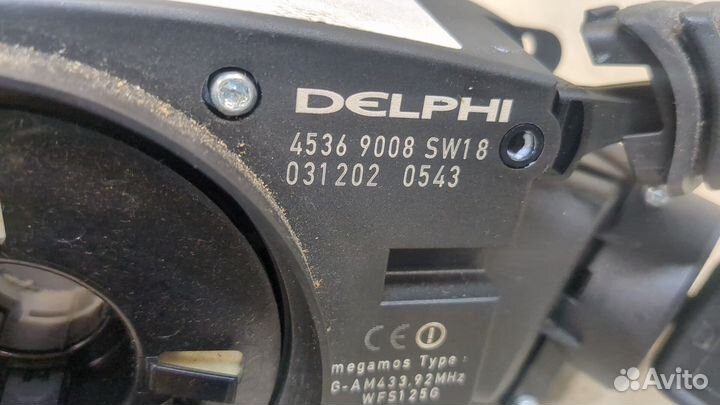 DELPHI
4536 9008 SW18
031202 0543
CE
megamos Type :
G-AM433,92MHz
WFS125G
Avito